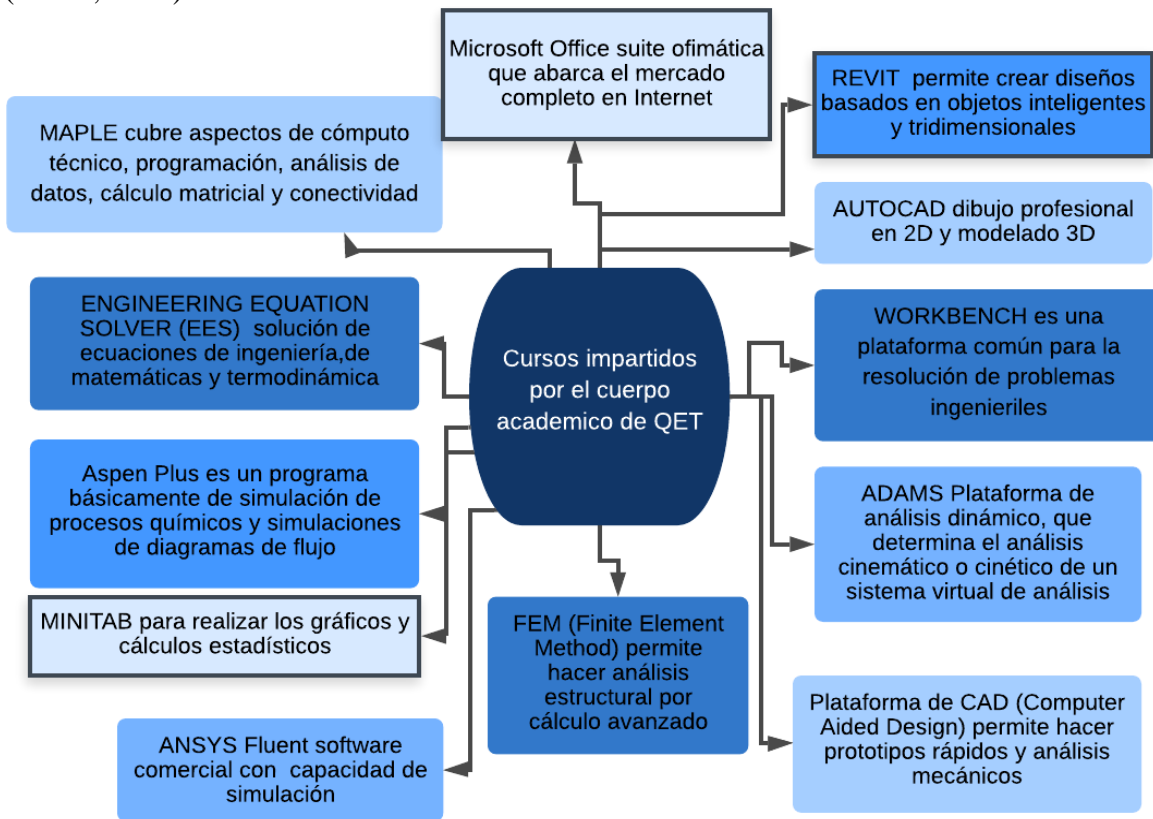 Microsoft Office suite ofimática
que abarca el mercado
completo en Internet
REVIT permite crear diseños
basados en objetos inteligentes
y tridimensionales
MAPLE cubre aspectos de cómputo
técnico, programación, análisis de
datos, cálculo matricial y conectividad
AUTOCAD dibujo profesional
en 2D y modelado 3D
ENGINEERING EQUATION
SOLVER (EES) solución de
ecuaciones de ingeniería,de
matemáticas y termodinámica
Cursos impartidos
por el cuerpo
academico de QET
WORKBENCH es una
plataforma común para la
resolución de problemas
ingenieriles
Aspen Plus es un programa
básicamente de simulación de
procesos químicos y simulaciones
de diagramas de flujo
ADAMS Plataforma de
análisis dinámico, que
determina el análisis
cinemático o cinético de un
sistema virtual de análisis
MINITAB para realizar los gráficos y
cálculos estadísticos
FEM (Finite Element
Method) permite
hacer análisis
estructural por
cálculo avanzado
Plataforma de CAD (Computer
Aided Design) permite hacer
prototipos rápidos y análisis
mecánicos
ANSYS Fluent software
comercial con capacidad de
simulación